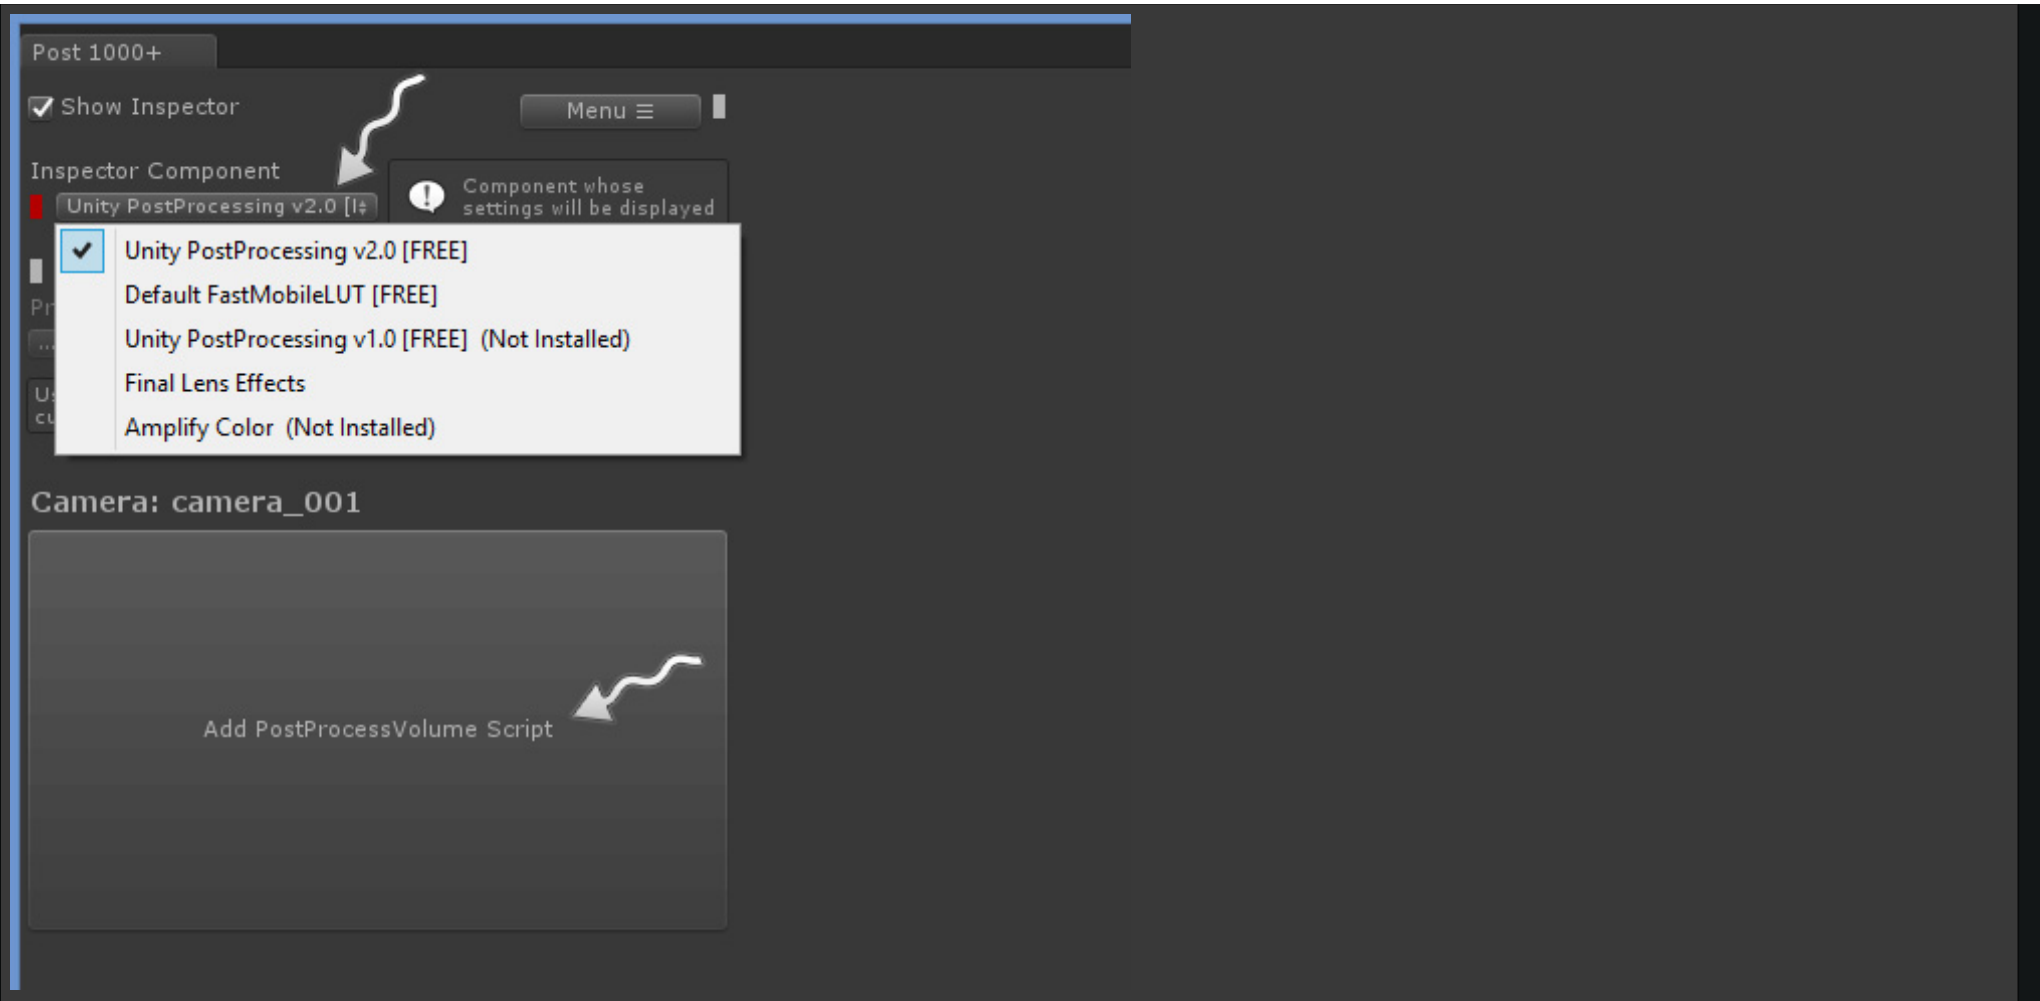 Post 1000+
Show Inspector
Menu ☰
Inspector Component
Component whose
settings will be displayed
Unity PostProcessing v2.0 [
Unity PostProcessing v2.0 [FREE]
Default FastMobileLUT [FREE]
Unity PostProcessing v1.0 [FREE] (Not Installed)
Final Lens Effects
Amplify Color (Not Installed)
Pr
...
cu
Camera: camera_001
Add PostProcessVolume Script